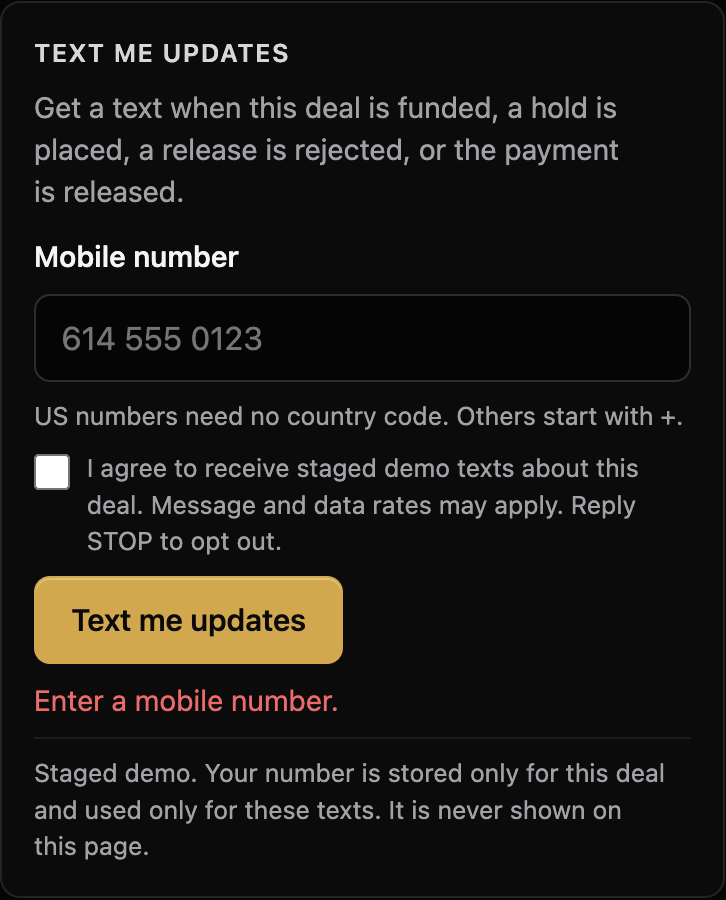 TEXT ME UPDATES
Get a text when this deal is funded, a hold is
placed, a release is rejected, or the payment
is released.
Mobile number
614 555 0123
US numbers need no country code. Others start with +.
I agree to receive staged demo texts about this
deal. Message and data rates may apply. Reply
STOP to opt out.
Text me updates
Enter a mobile number.
Staged demo. Your number is stored only for this deal
and used only for these texts. It is never shown on
this page.